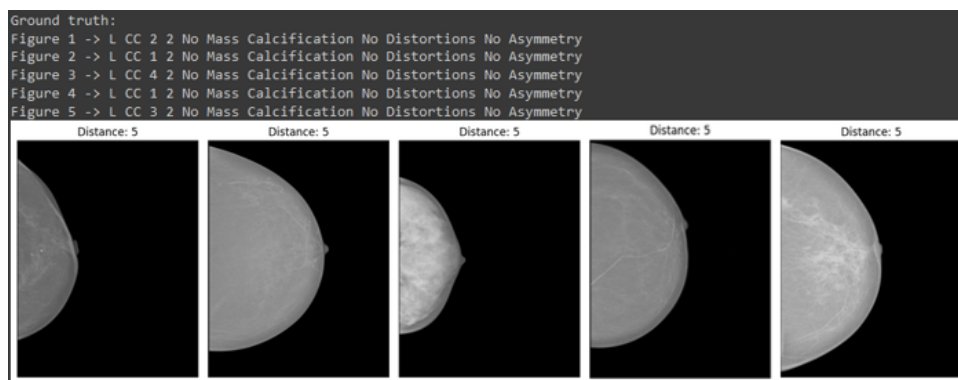 Ground truth:
Figure 1 -> L CC 2 2 No Mass Calcification No Distortions No Asymmetry
Figure 2 -> L CC 1 2 No Mass Calcification No Distortions No Asymmetry
Figure 3 -> L CC 4 2 No Mass Calcification No Distortions No Asymmetry
Figure 4 -> L CC 1 2 No Mass Calcification No Distortions No Asymmetry
Figure 5 -> L CC 3 2 No Mass Calcification No Distortions No Asymmetry
Distance: 5
Distance: 5
Distance: 5
Distance: 5
Distance: 5